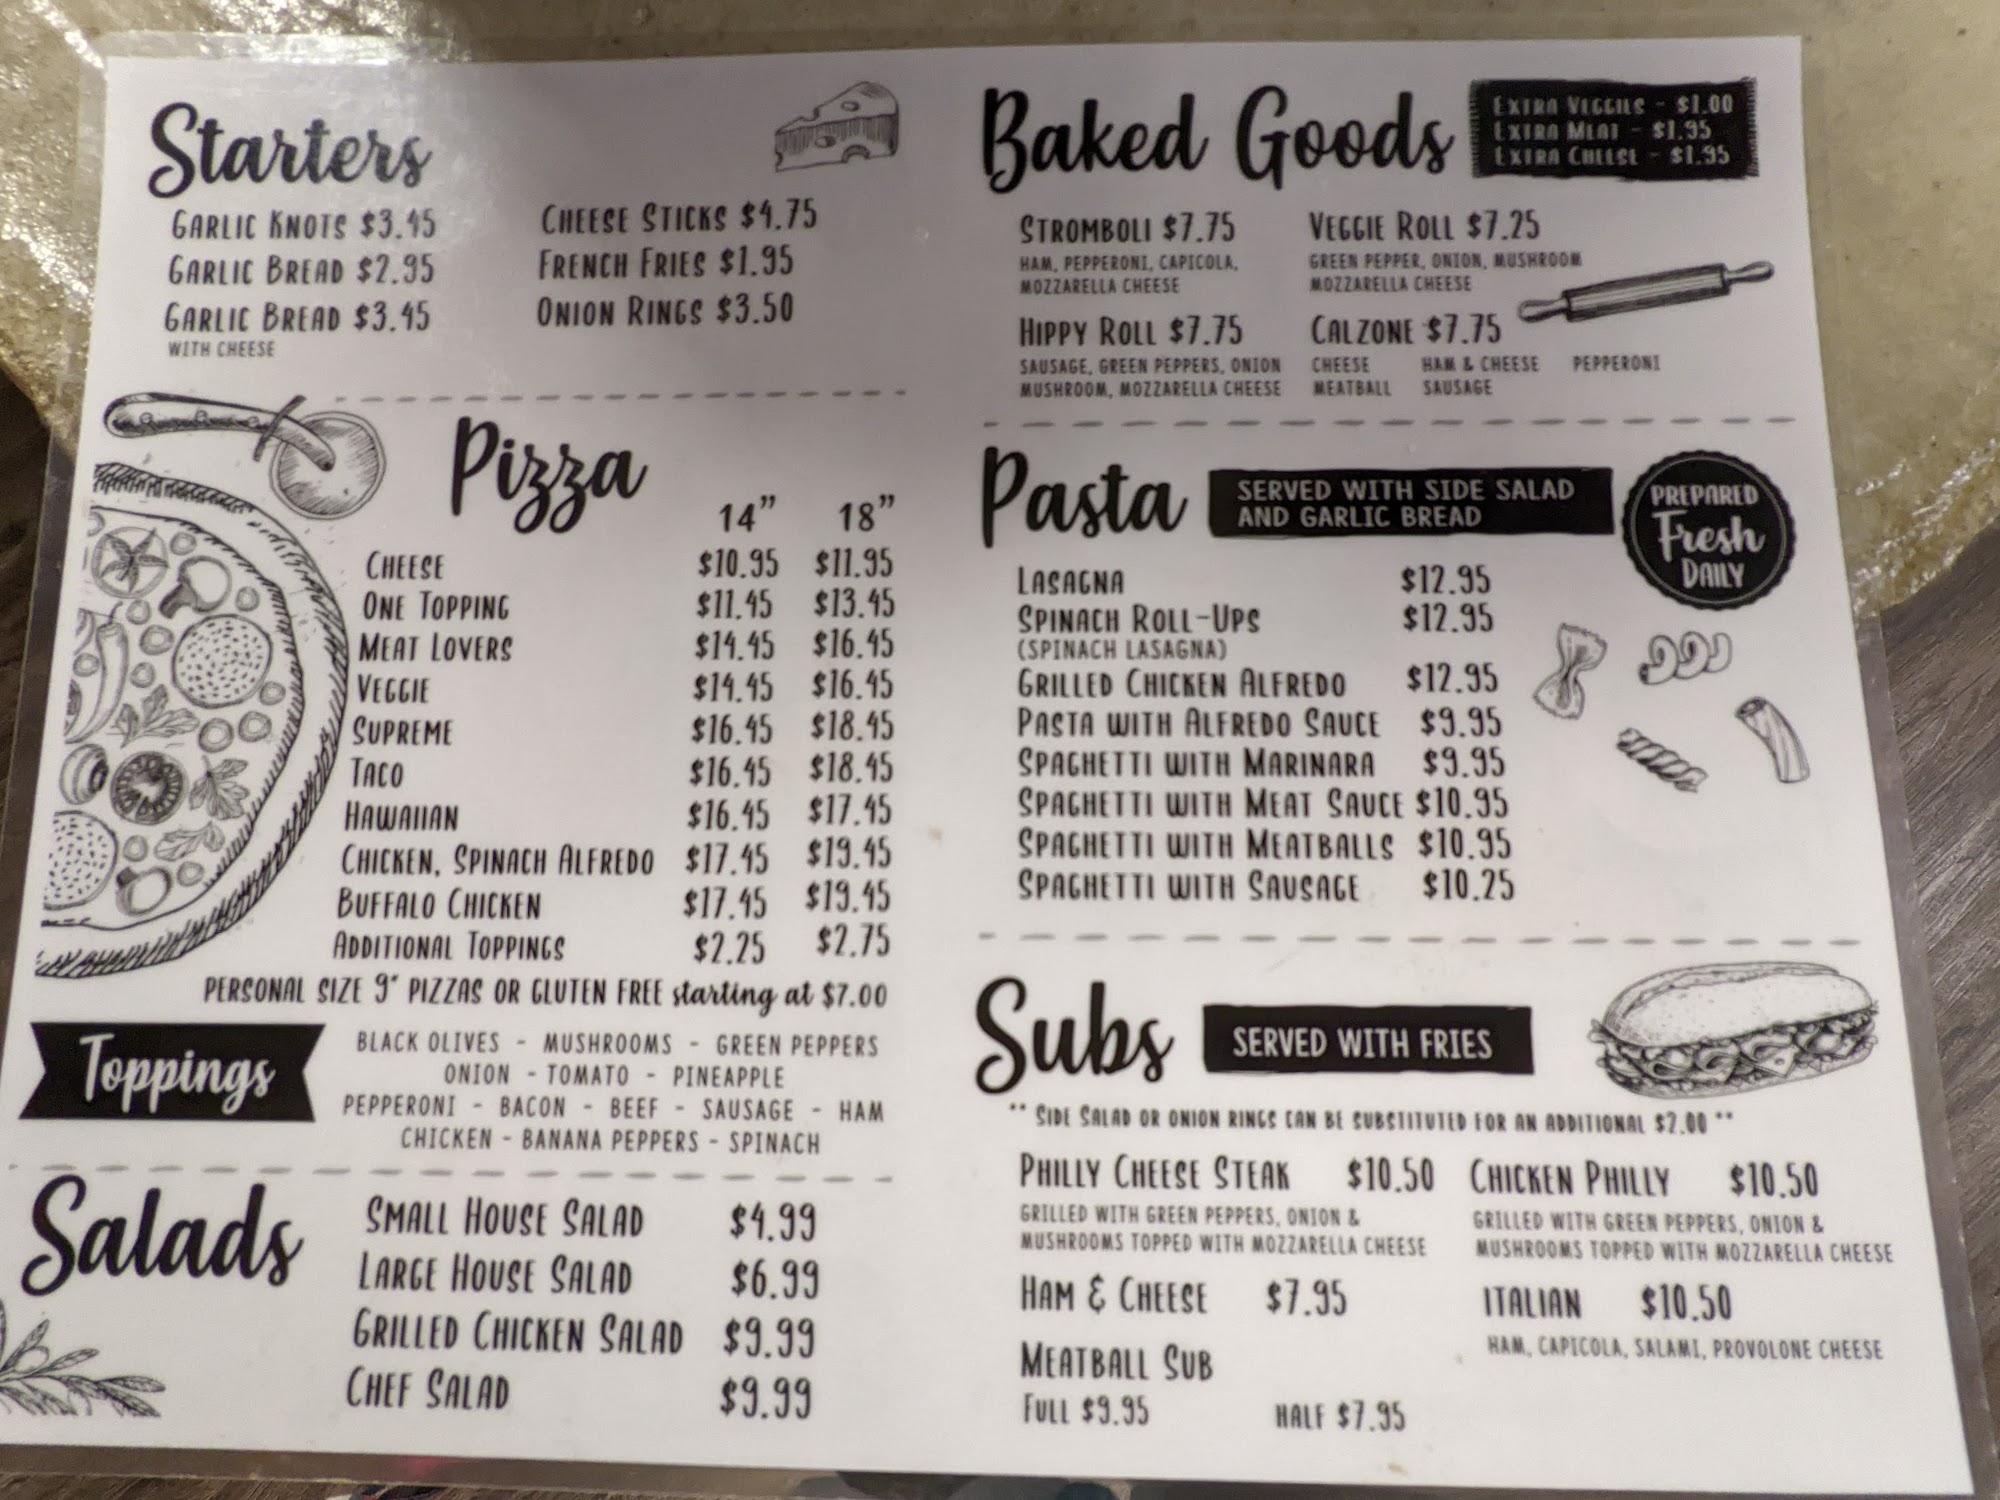 Starters
Garlic Knots $3.45
Garlic Bread $2.95
Garlic Bread $3.45
with cheese
Cheese Sticks $4.75
French Fries $1.95
Onion Rings $3.50
Pizza
14" 18"
Cheese $10.95 $11.95
One Topping $11.45 $13.45
Meat Lovers $14.45 $16.45
Veggie $14.45 $16.45
Supreme $16.45 $18.45
Taco $16.45 $18.45
Hawaiian $16.45 $17.45
Chicken, Spinach Alfredo $17.45 $19.45
Buffalo Chicken $17.45 $19.45
Additional Toppings $2.25 $2.75
Personal size 9" pizzas or gluten free starting at $7.00
Toppings
Black Olives - Mushrooms - Green Peppers
Onion - Tomato - Pineapple
Pepperoni - Bacon - Beef - Sausage - Ham
Chicken - Banana Peppers - Spinach
Salads
Small House Salad $4.99
Large House Salad $6.99
Grilled Chicken Salad $9.99
Chef Salad $9.99
Baked Goods
Extra Veggies - $1.00
Extra Meat - $1.95
Extra Cheese - $1.95
Stromboli $7.75
Ham, Pepperoni, Capicola,
Mozzarella Cheese
Veggie Roll $7.25
Green Pepper, Onion, Mushroom
Mozzarella Cheese
Hippy Roll $7.75
Sausage, Green Peppers, Onion
Mushroom, Mozzarella Cheese
Calzone $7.75
Cheese Ham & Cheese Pepperoni
Meatball Sausage
Pasta
Served with side salad
and garlic bread
Prepared
Fresh
Daily
Lasagna $12.95
Spinach Roll-Ups $12.95
(Spinach Lasagna)
Grilled Chicken Alfredo $12.95
Pasta with Alfredo Sauce $9.95
Spaghetti with Marinara $9.95
Spaghetti with Meat Sauce $10.95
Spaghetti with Meatballs $10.95
Spaghetti with Sausage $10.25
Subs
Served with fries
** Side salad or onion rings can be substituted for an additional $2.00 **
Philly Cheese Steak $10.50
Grilled with green peppers, onion &
mushrooms topped with mozzarella cheese
Chicken Philly $10.50
Grilled with green peppers, onion &
mushrooms topped with mozzarella cheese
Ham & Cheese $7.95
Italian $10.50
Ham, Capicola, Salami, Provolone Cheese
Meatball Sub
Full $9.95 Half $7.95